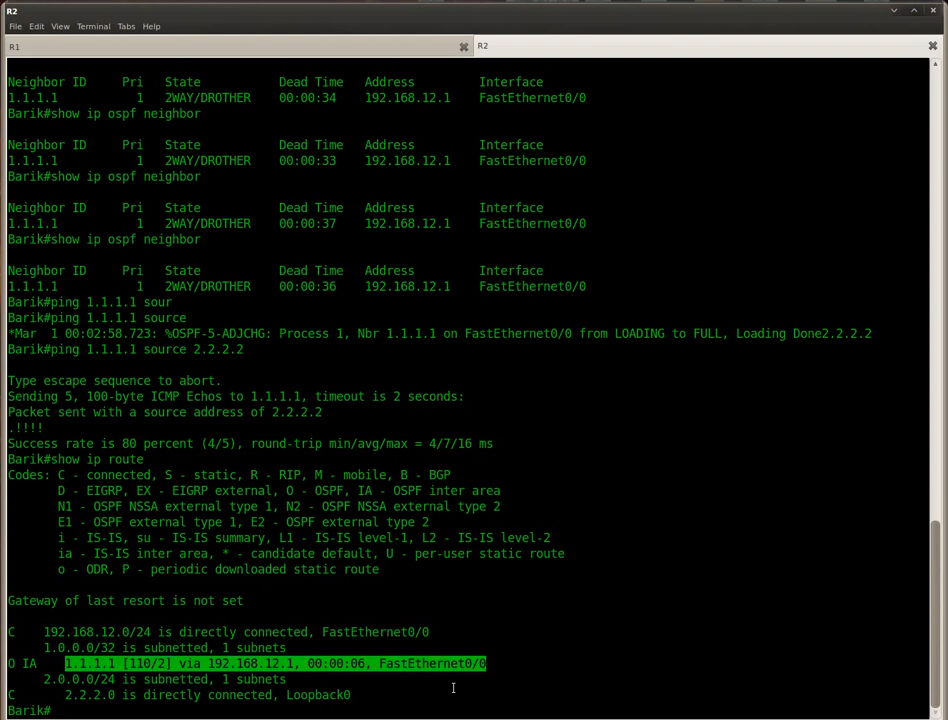 R2
File Edit View Terminal Tabs Help
R1
R2
Neighbor ID     Pri   State           Dead Time   Address         Interface
1.1.1.1           1   2WAY/DROTHER    00:00:34    192.168.12.1    FastEthernet0/0
Barik#show ip ospf neighbor
Neighbor ID     Pri   State           Dead Time   Address         Interface
1.1.1.1           1   2WAY/DROTHER    00:00:33    192.168.12.1    FastEthernet0/0
Barik#show ip ospf neighbor
Neighbor ID     Pri   State           Dead Time   Address         Interface
1.1.1.1           1   2WAY/DROTHER    00:00:37    192.168.12.1    FastEthernet0/0
Barik#show ip ospf neighbor
Neighbor ID     Pri   State           Dead Time   Address         Interface
1.1.1.1           1   2WAY/DROTHER    00:00:36    192.168.12.1    FastEthernet0/0
Barik#ping 1.1.1.1 sour
Barik#ping 1.1.1.1 source
*Mar  1 00:02:58.723: %OSPF-5-ADJCHG: Process 1, Nbr 1.1.1.1 on FastEthernet0/0 from LOADING to FULL, Loading Done2.2.2.2
Barik#ping 1.1.1.1 source 2.2.2.2
Type escape sequence to abort.
Sending 5, 100-byte ICMP Echos to 1.1.1.1, timeout is 2 seconds:
Packet sent with a source address of 2.2.2.2
.!!!!
Success rate is 80 percent (4/5), round-trip min/avg/max = 4/7/16 ms
Barik#show ip route
Codes: C - connected, S - static, R - RIP, M - mobile, B - BGP
       D - EIGRP, EX - EIGRP external, O - OSPF, IA - OSPF inter area
       N1 - OSPF NSSA external type 1, N2 - OSPF NSSA external type 2
       E1 - OSPF external type 1, E2 - OSPF external type 2
       i - IS-IS, su - IS-IS summary, L1 - IS-IS level-1, L2 - IS-IS level-2
       ia - IS-IS inter area, * - candidate default, U - per-user static route
       o - ODR, P - periodic downloaded static route
Gateway of last resort is not set
C    192.168.12.0/24 is directly connected, FastEthernet0/0
     1.0.0.0/32 is subnetted, 1 subnets
O IA    1.1.1.1 [110/2] via 192.168.12.1, 00:00:06, FastEthernet0/0
     2.0.0.0/24 is subnetted, 1 subnets
C       2.2.2.0 is directly connected, Loopback0
Barik#